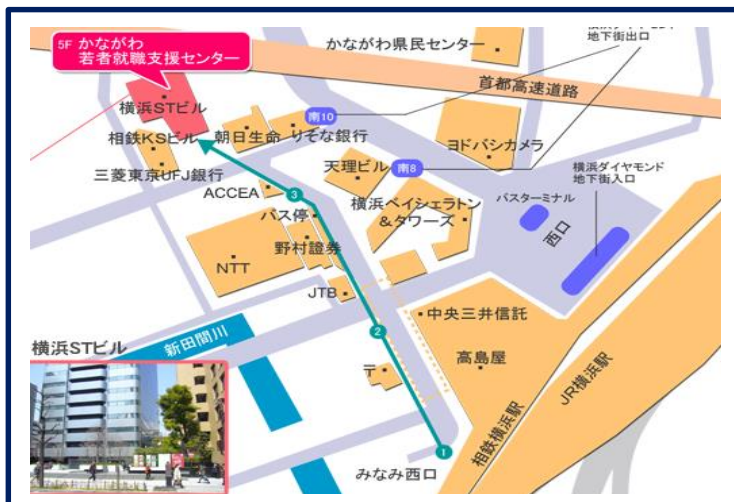 5F かながわ
若者就職支援センター
かながわ県民センター
地下街出口
首都高速道路
横浜STビル
南10
相鉄KSビル
朝日生命
りそな銀行
ヨドバシカメラ
天理ビル
南8
横浜ダイヤモンド
地下街入口
三菱東京UFJ銀行
ACCEA
3
バス停
横浜ベイシェラトン
&タワーズ
バスターミナル
西口
野村證券
NTT
JTB
中央三井信託
2
新田間川
横浜STビル
高島屋
〒
JR横浜駅
相鉄横浜駅
1
みなみ西口